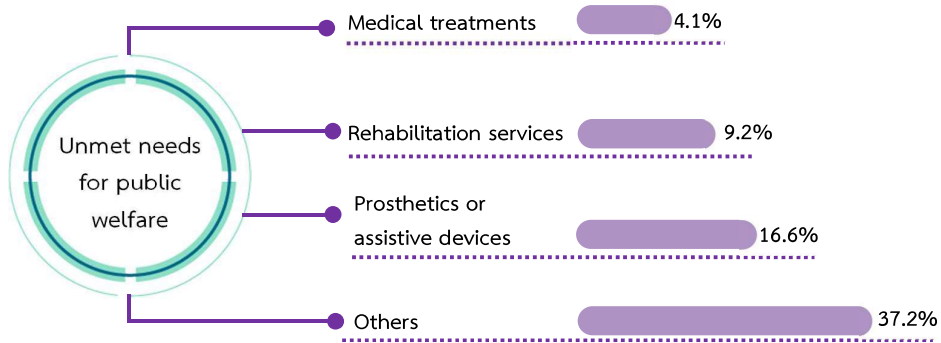 Unmet needs
for public
welfare
Medical treatments 4.1%
Rehabilitation services 9.2%
Prosthetics or
assistive devices 16.6%
Others 37.2%